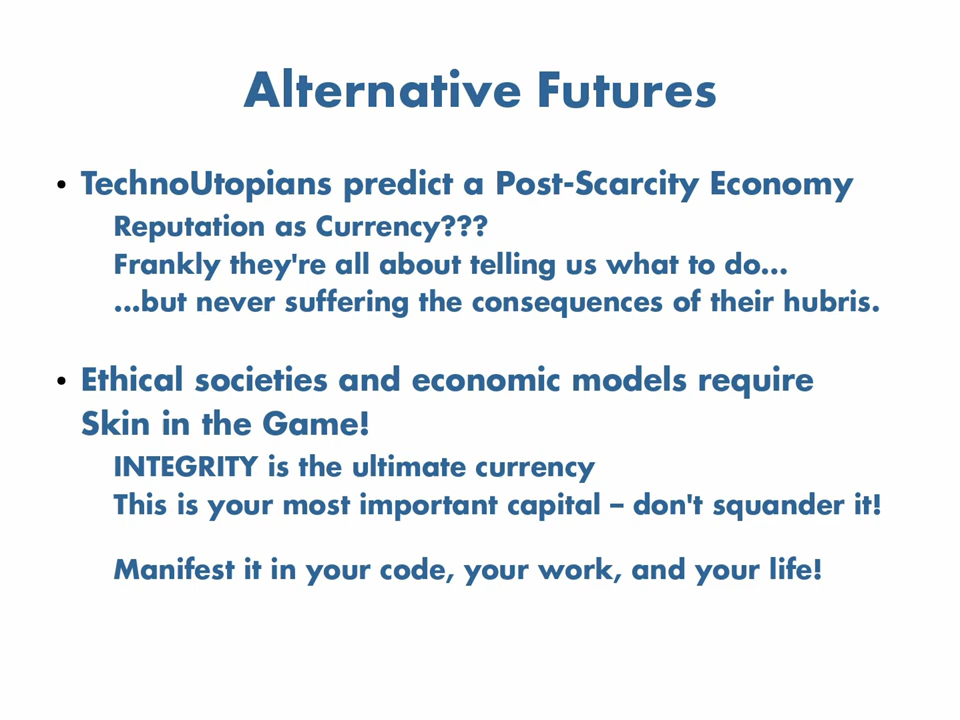 Alternative Futures
• TechnoUtopians predict a Post-Scarcity Economy
Reputation as Currency???
Frankly they're all about telling us what to do...
...but never suffering the consequences of their hubris.
• Ethical societies and economic models require
Skin in the Game!
INTEGRITY is the ultimate currency
This is your most important capital – don't squander it!
Manifest it in your code, your work, and your life!